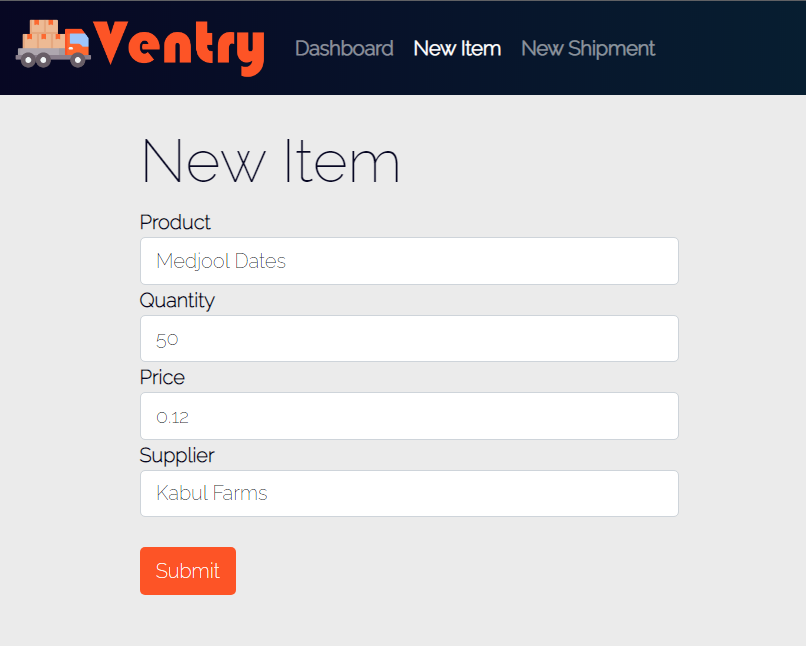 Ventry
Dashboard New Item New Shipment
New Item
Product
Medjool Dates
Quantity
50
Price
0.12
Supplier
Kabul Farms
Submit